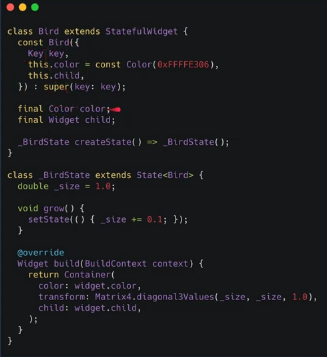 class Bird extends StatefulWidget {
  const Bird({
    Key key,
    this.color = const Color(0xFFFFE306),
    this.child,
  }) : super(key: key);

  final Color color;
  final Widget child;

  _BirdState createState() => _BirdState();
}

class _BirdState extends State<Bird> {
  double _size = 1.0;

  void grow() {
    setState(() { _size += 0.1; });
  }

  @override
  Widget build(BuildContext context) {
    return Container(
      color: widget.color,
      transform: Matrix4.diagonal3Values(_size, _size, 1.0),
      child: widget.child,
    );
  }
}